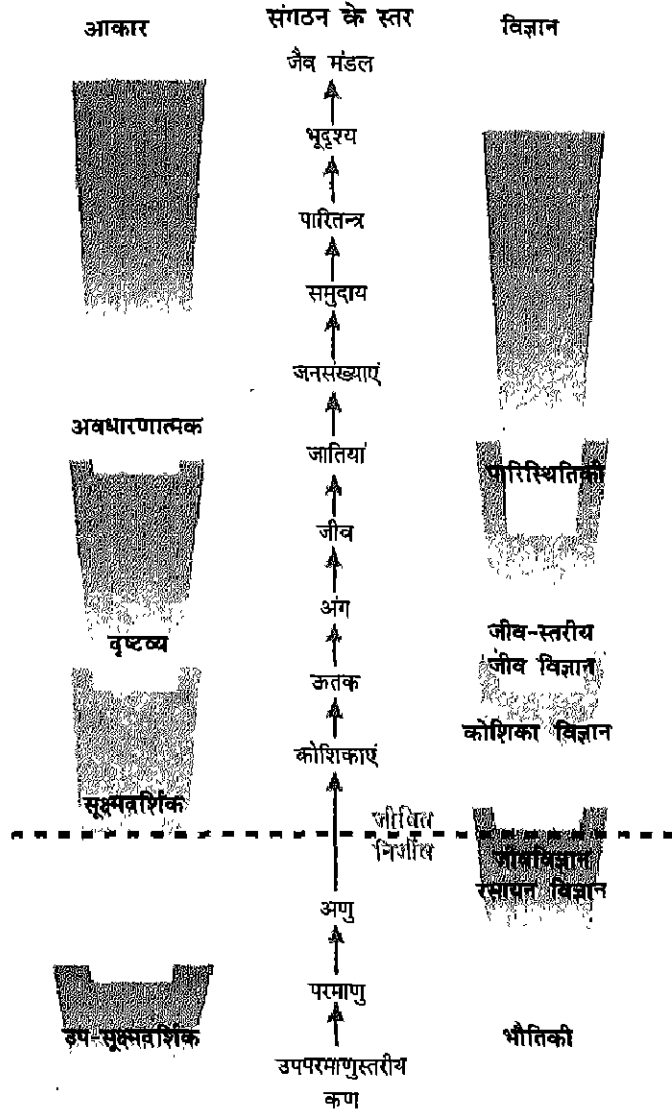 आकार
संगठन के स्तर
विज्ञान
जैव मंडल
भूदृश्य
पारितन्त्र
समुदाय
जनसंख्याएं
अवधारणात्मक
जातियां
पारिस्थितिकी
जीव
अंग
दृष्टव्य
जीव-स्तरीय
जीव विज्ञान
ऊतक
कोशिका विज्ञान
कोशिकाएं
सूक्ष्मदर्शिक
जीवित
निर्जीव
जीवविज्ञान
रसायन विज्ञान
अणु
परमाणु
उप-सूक्ष्मदर्शिक
भौतिकी
उपपरमाणुस्तरीय
कण